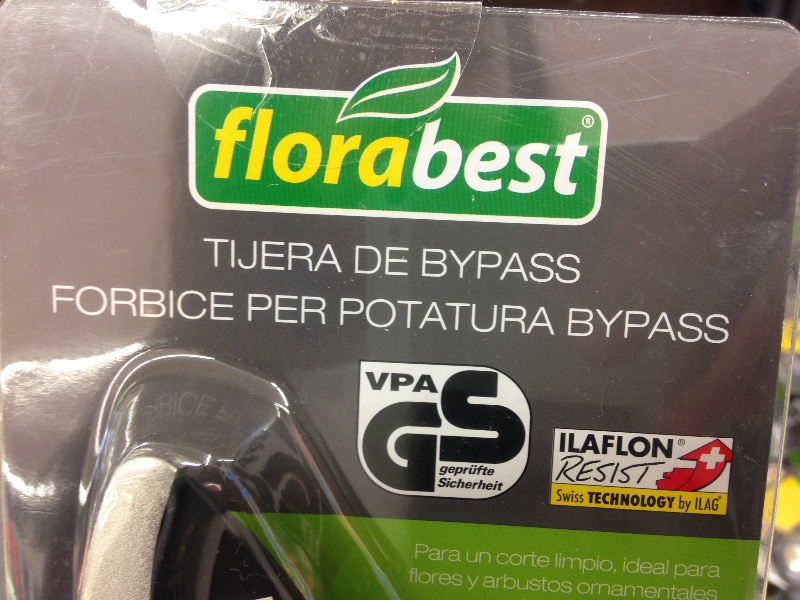 florabest®
TIJERA DE BYPASS
FORBICE PER POTATURA BYPASS
VPA
GS
geprüfte
Sicherheit
ILAFLON®
RESIST
Swiss TECHNOLOGY by ILAG®
Para un corte limpio, ideal para
flores y arbustos ornamentales